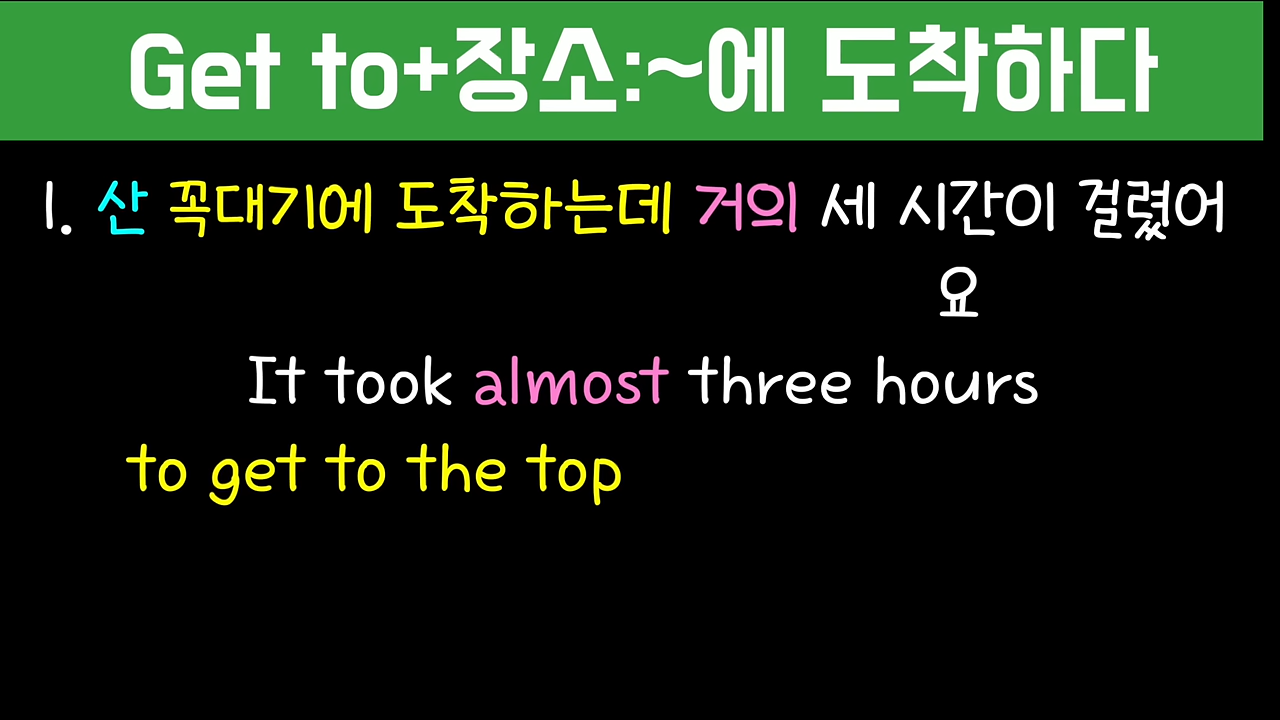 Get to+장소:~에 도착하다
1. 산 꼭대기에 도착하는데 거의 세 시간이 걸렸어
요
It took almost three hours
to get to the top